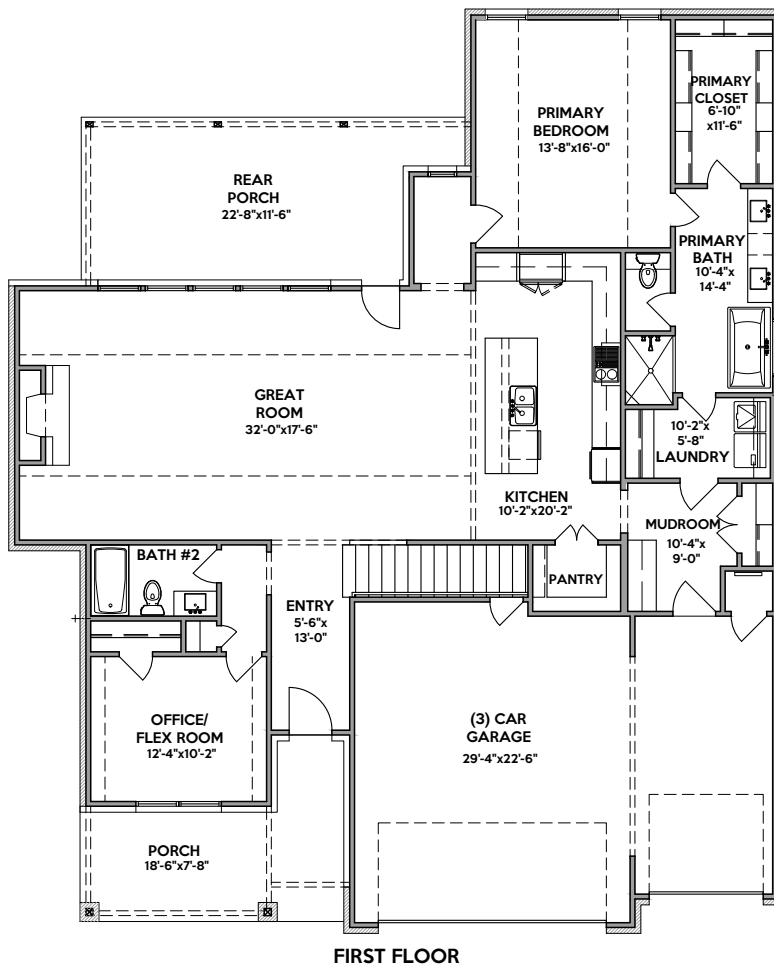 PRIMARY
CLOSET
6'-10"
x11'-6"
PRIMARY
BEDROOM
13'-8"x16'-0"
REAR
PORCH
22'-8"x11'-6"
PRIMARY
BATH
10'-4"x
14'-4"
GREAT
ROOM
32'-0"x17'-6"
10'-2"x
5'-8"
LAUNDRY
KITCHEN
10'-2"x20'-2"
MUDROOM
10'-4"x
9'-0"
BATH #2
PANTRY
ENTRY
5'-6"x
13'-0"
OFFICE/
FLEX ROOM
12'-4"x10'-2"
(3) CAR
GARAGE
29'-4"x22'-6"
PORCH
18'-6"x7'-8"
FIRST FLOOR